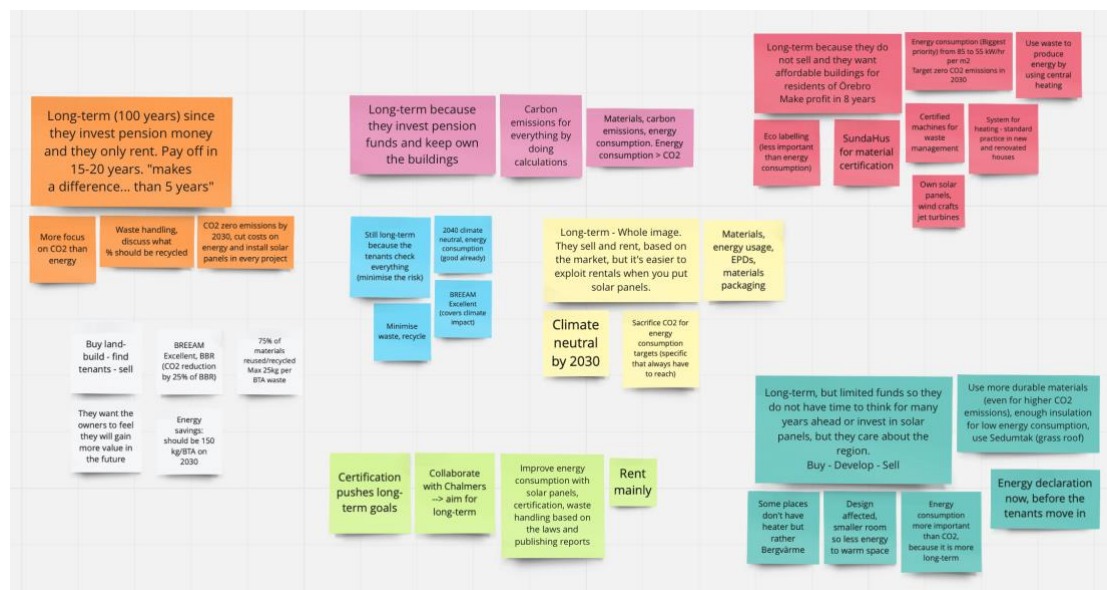 Long-term (100 years) since
they invest pension money
and they only rent. Pay off in
15-20 years. "makes
a difference... than 5 years"
More focus
on CO2 than
energy
Waste handling,
discuss what
% should be recycled
CO2 zero emissions by
2030, cut costs on
energy and install solar
panels in every project
Long-term because
they invest pension
funds and keep own
the buildings
Carbon
emissions for
everything by
doing
calculations
Materials, carbon
emissions, energy
consumption. Energy
consumption > CO2
Long-term because they do
not sell and they want
affordable buildings for
residents of Örebro
Make profit in 8 years
Energy consumption (Biggest
priority) from 85 to 55 kW/hr
per m2
Target zero CO2 emissions in
2030
Use waste to
produce
energy by
using central
heating
Eco labelling
(less important
than energy
consumption)
SundaHus
for material
certification
Certified
machines for
waste
management
System for
heating - standard
practice in new
and renovated
houses
Own solar
panels,
wind crafts
jet turbines
Still long-term
because the
tenants check
everything
(minimise the risk)
2040 climate
neutral, energy
consumption
(good already)
BREEAM
Excellent
(covers climate
impact)
Minimise
waste, recycle
Long-term - Whole image.
They sell and rent, based on
the market, but it's easier to
exploit rentals when you put
solar panels.
Materials,
energy usage,
EPDs,
materials
packaging
Climate
neutral
by 2030
Sacrifice CO2 for
energy
consumption
targets (specific
that always have
to reach)
Buy land-
build - find
tenants - sell
BREEAM
Excellent, BBR
(CO2 reduction
by 25% of BBR)
75% of
materials
reused/recycled
Max 25kg per
BTA waste
They want the
owners to feel
they will gain
more value in
the future
Energy
savings:
should be 150
kg/BTA on
2030
Certification
pushes long-
term goals
Collaborate
with Chalmers
--> aim for
long-term
Improve energy
consumption with
solar panels,
certification, waste
handling based on
the laws and
publishing reports
Rent
mainly
Long-term, but limited funds so they
do not have time to think for many
years ahead or invest in solar
panels, but they care about the
region.
Buy - Develop - Sell
Use more durable materials
(even for higher CO2
emissions), enough insulation
for low energy consumption,
use Sedumtak (grass roof)
Energy declaration
now, before the
tenants move in
Some places
don't have
heater but
rather
Bergvärme
Design
affected,
smaller room
so less energy
to warm space
Energy
consumption
more important
than CO2,
because it is more
long-term